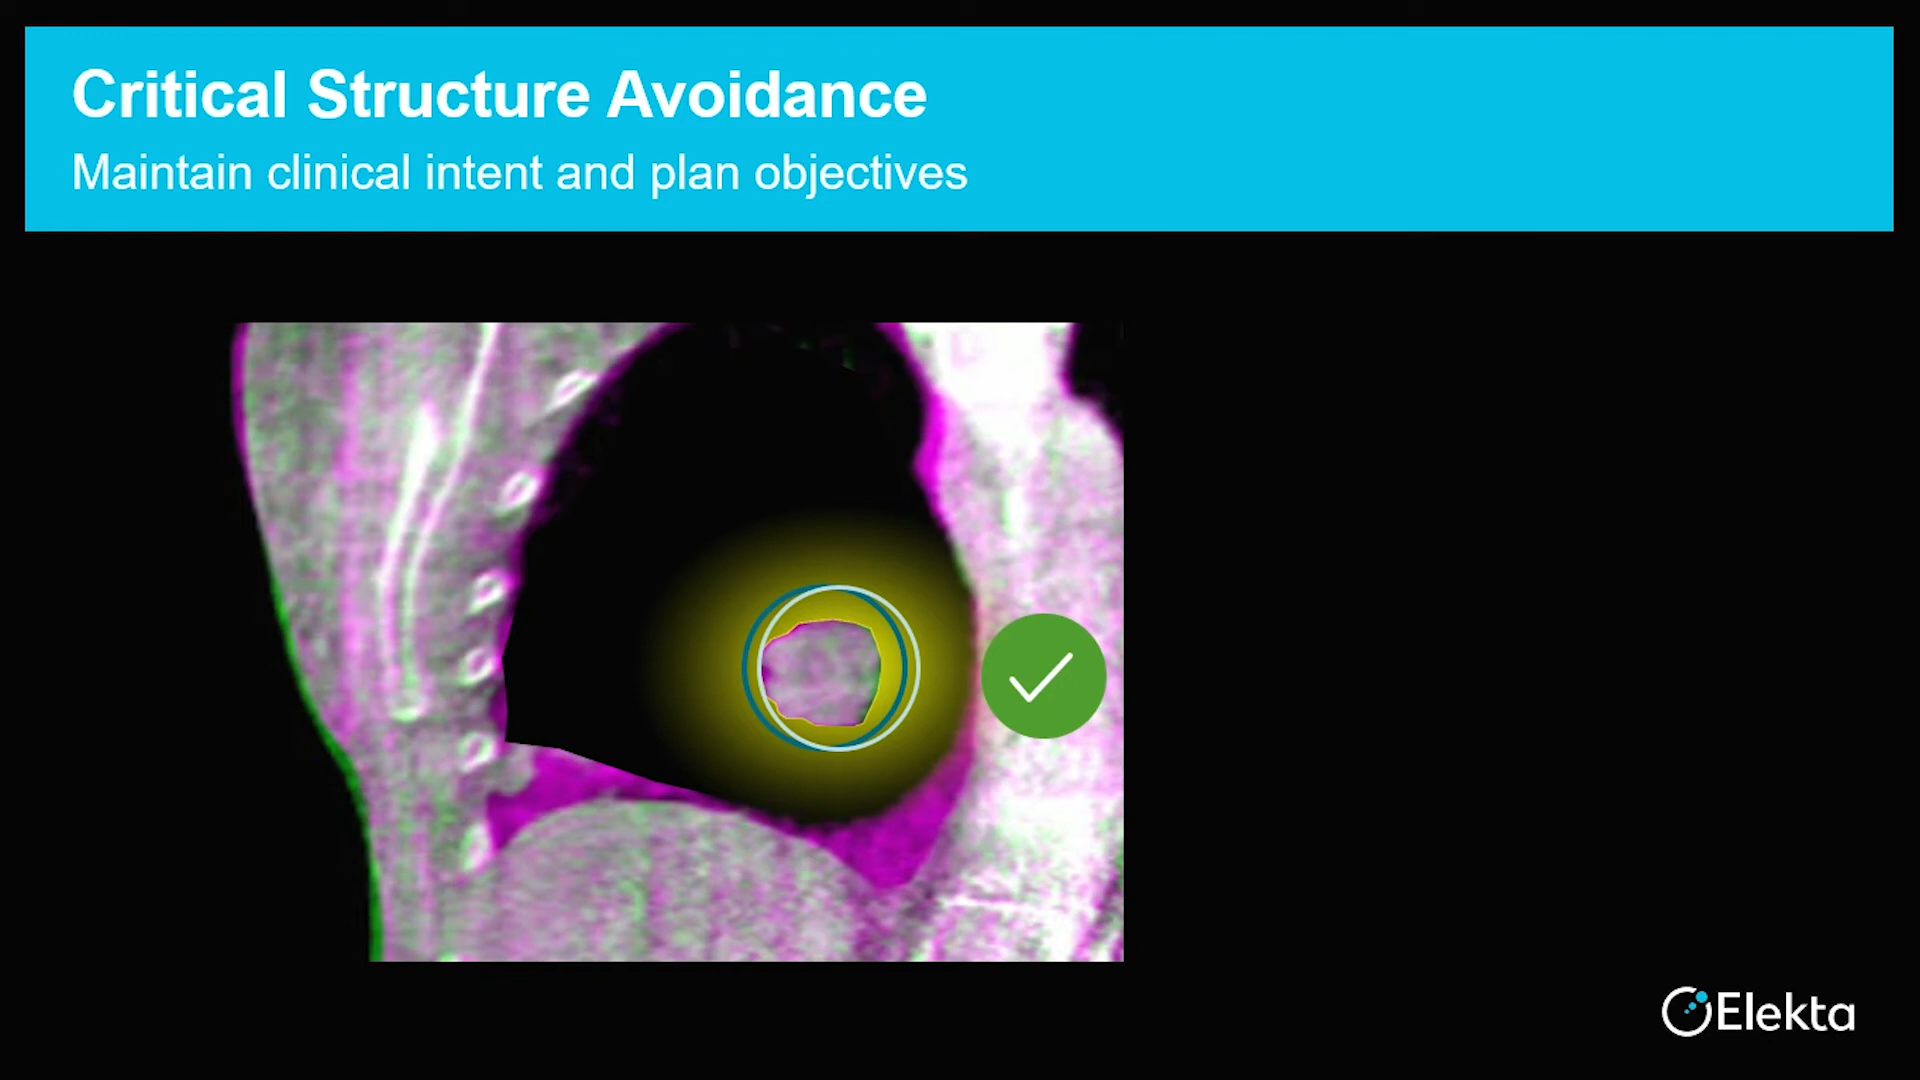 Critical Structure Avoidance
Maintain clinical intent and plan objectives
Elekta